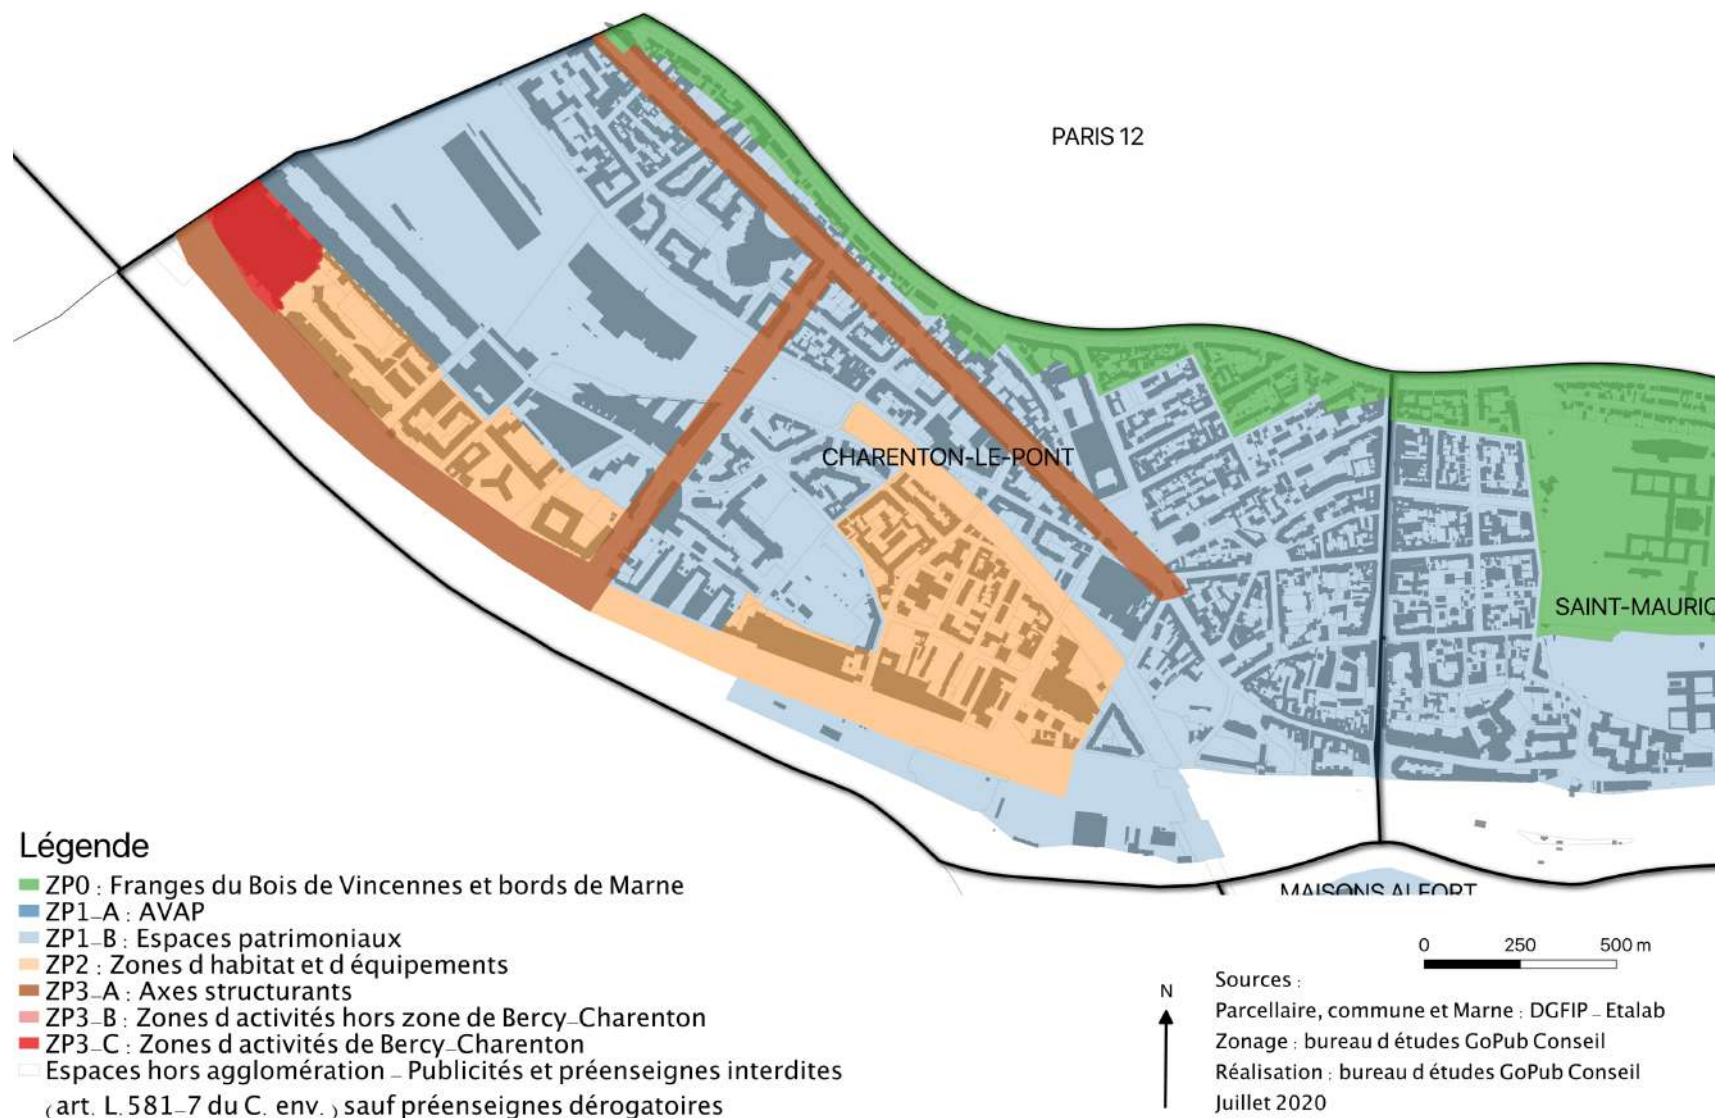 PARIS 12
CHARENTON-LE-PONT
SAINT-MAURIC
MAISONS ALFORT
Légende
ZP0 : Franges du Bois de Vincennes et bords de Marne
ZP1_A : AVAP
ZP1_B : Espaces patrimoniaux
ZP2 : Zones d habitat et d équipements
ZP3_A : Axes structurants
ZP3_B : Zones d activités hors zone de Bercy_Charenton
ZP3_C : Zones d activités de Bercy_Charenton
Espaces hors agglomération _ Publicités et préenseignes interdites
(art. L.581_7 du C. env.) sauf préenseignes dérogatoires
0 250 500 m
N
Sources :
Parcellaire, commune et Marne : DGFIP _ Etalab
Zonage : bureau d études GoPub Conseil
Réalisation : bureau d études GoPub Conseil
Juillet 2020